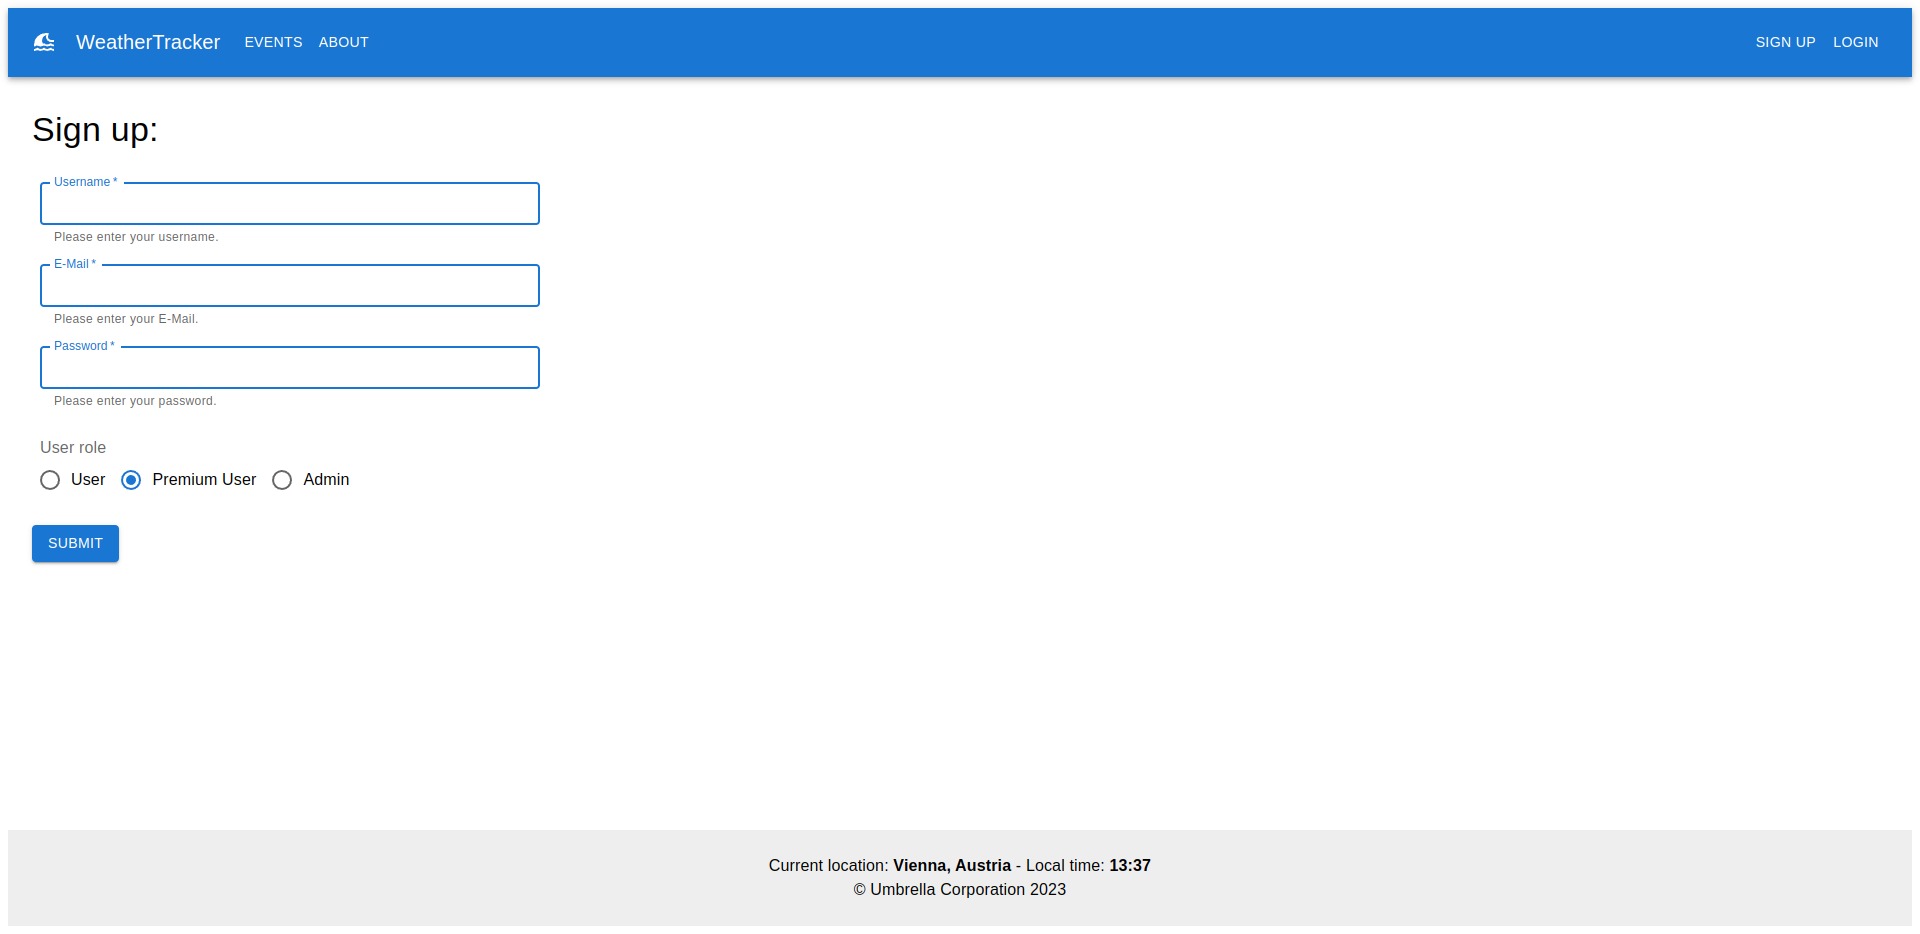 WeatherTracker EVENTS ABOUT SIGN UP LOGIN
Sign up:
Username *
Please enter your username.
E-Mail *
Please enter your E-Mail.
Password *
Please enter your password.
User role
User Premium User Admin
SUBMIT
Current location: Vienna, Austria - Local time: 13:37
© Umbrella Corporation 2023